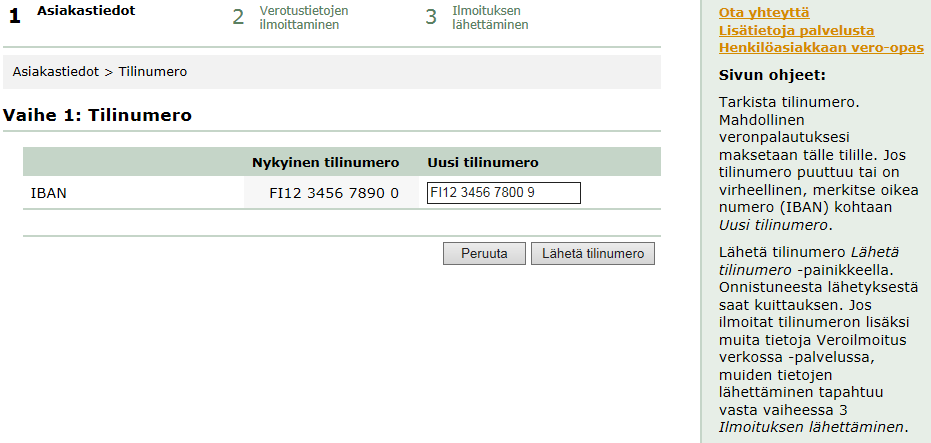 1 Asiakastiedot
2 Verotustietojen
ilmoittaminen
3 Ilmoituksen
lähettäminen
Asiakastiedot > Tilinumero
Vaihe 1: Tilinumero
Nykyinen tilinumero Uusi tilinumero
IBAN FI12 3456 7890 0 FI12 3456 7800 9
Peruuta Lähetä tilinumero
Ota yhteyttä
Lisätietoja palvelusta
Henkilöasiakkaan vero-opas
Sivun ohjeet:
Tarkista tilinumero.
Mahdollinen
veronpalautuksesi
maksetaan tälle tilille. Jos
tilinumero puuttuu tai on
virheellinen, merkitse oikea
numero (IBAN) kohtaan
Uusi tilinumero.
Lähetä tilinumero Lähetä
tilinumero -painikkeella.
Onnistuneesta lähetyksestä
saat kuittauksen. Jos
ilmoitat tilinumeron lisäksi
muita tietoja Veroilmoitus
verkossa -palvelussa,
muiden tietojen
lähettäminen tapahtuu
vasta vaiheessa 3
Ilmoituksen lähettäminen.